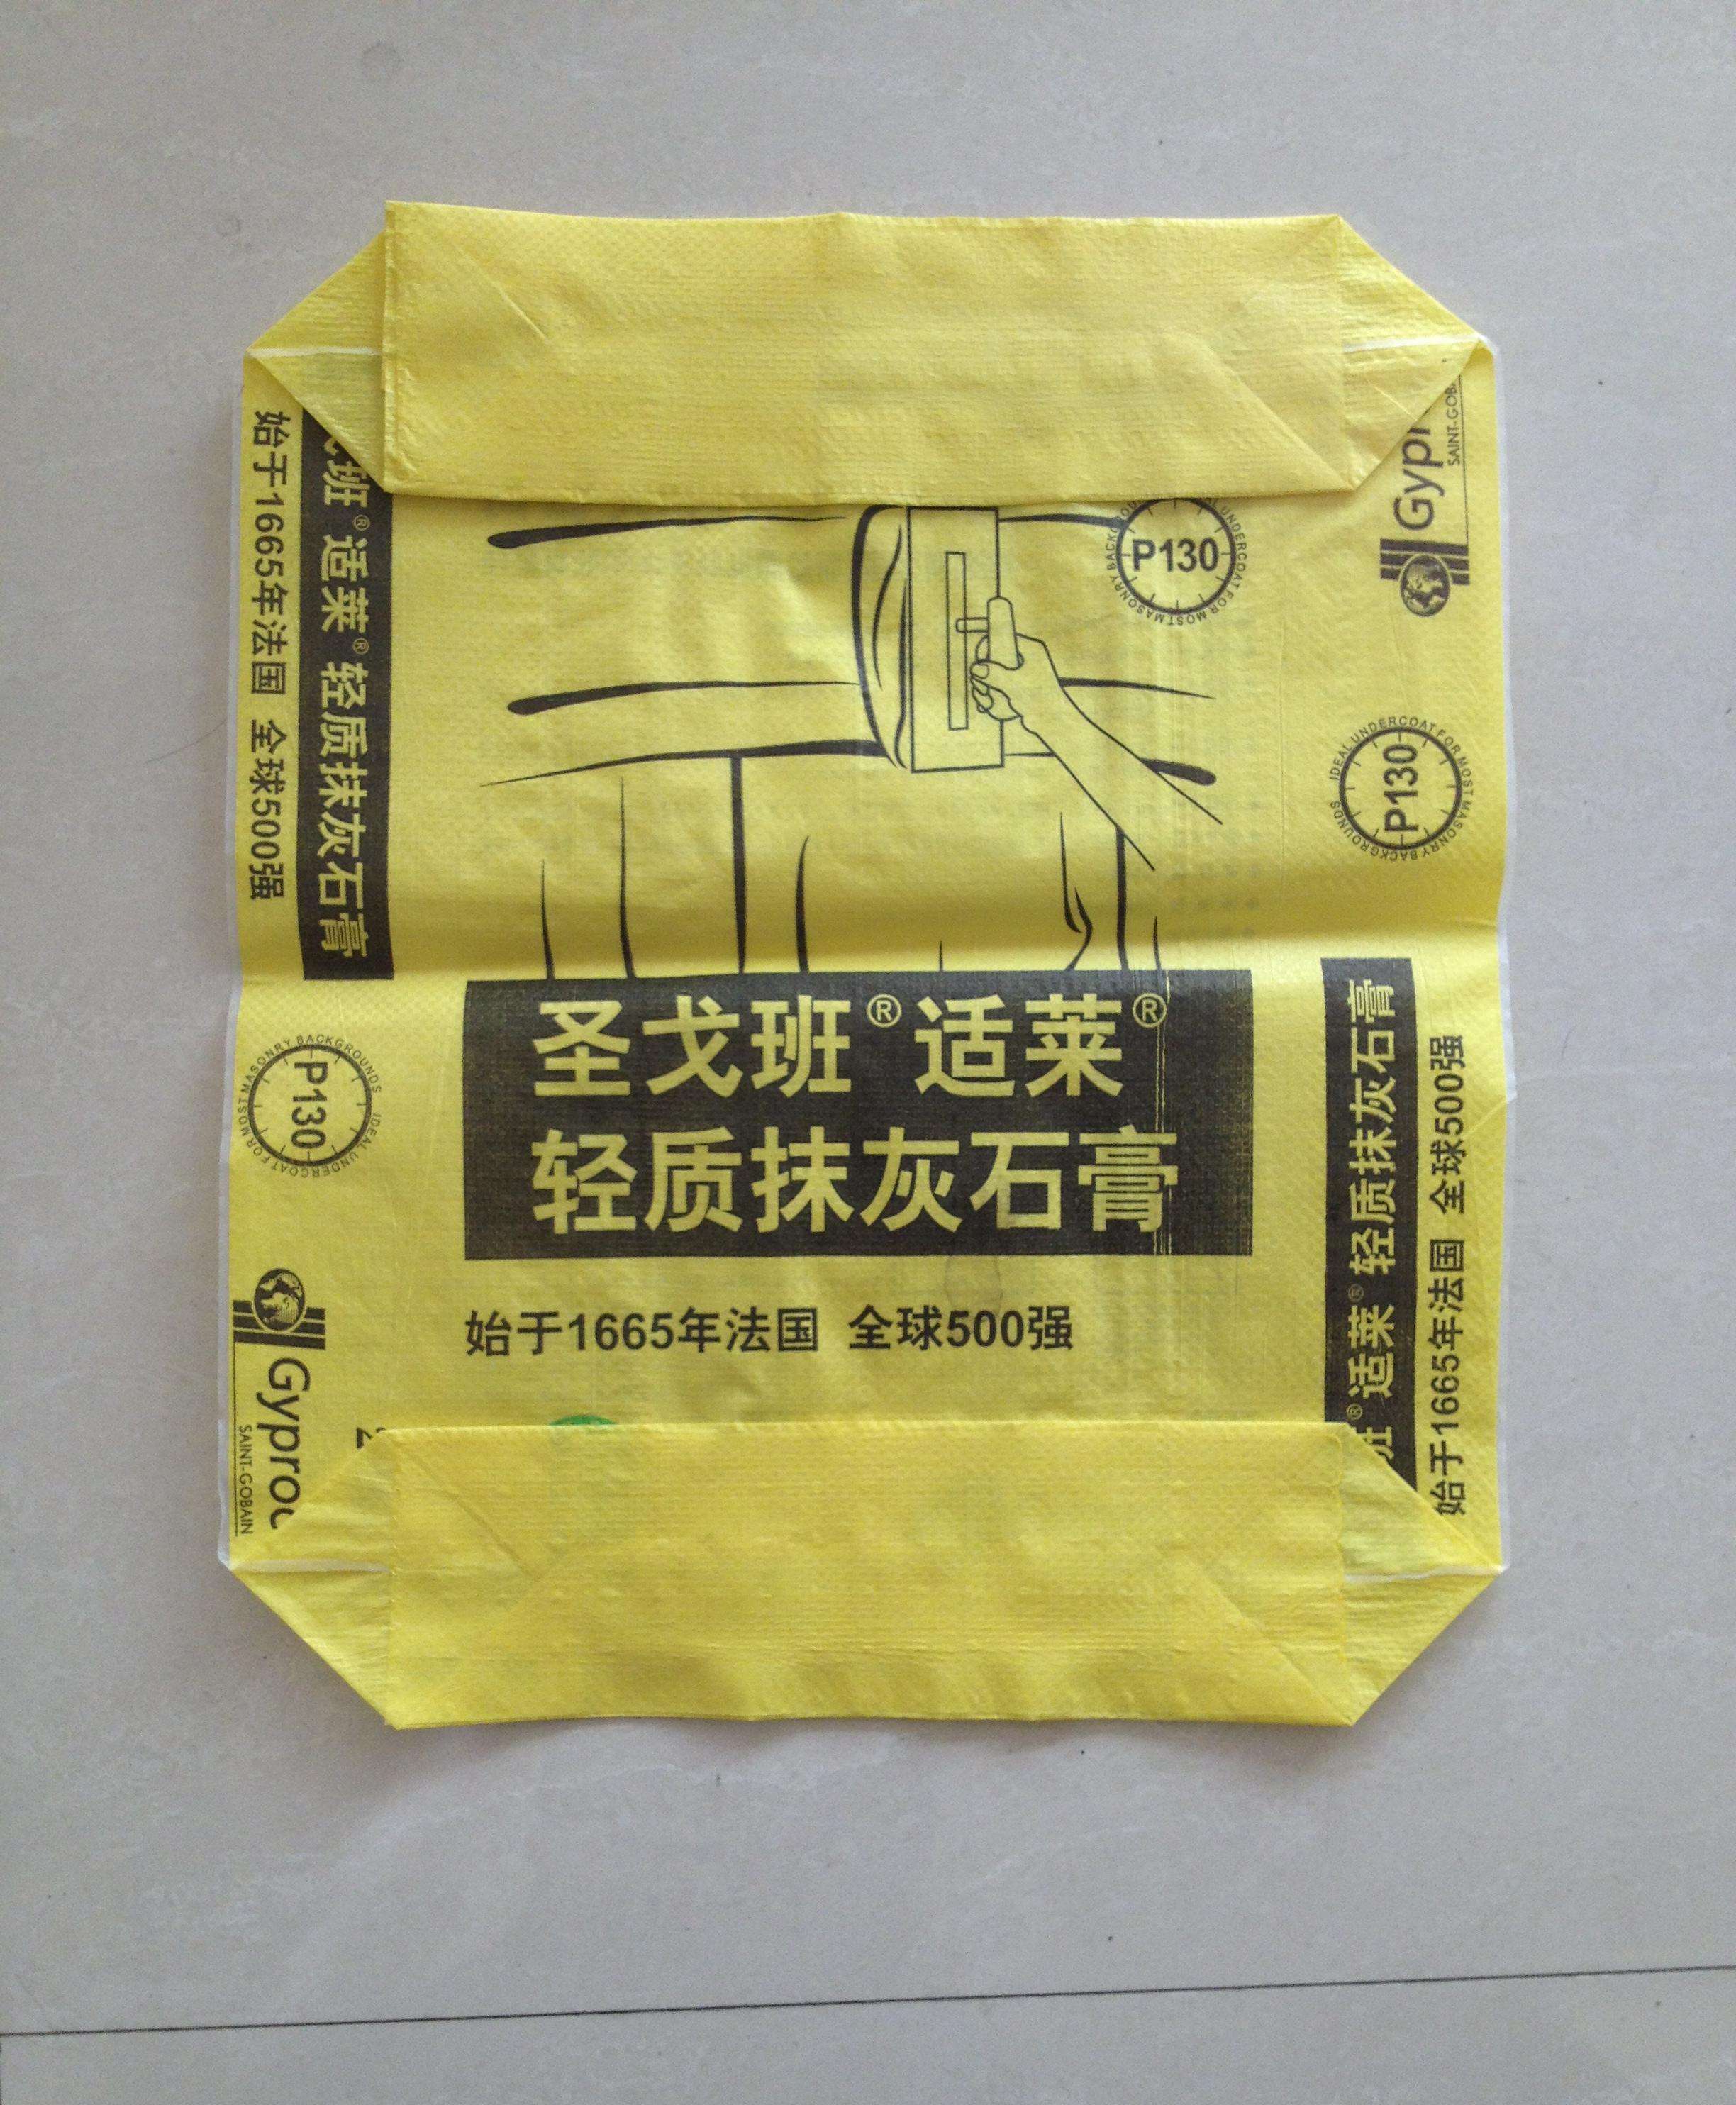 P130
IDEAL UNDERCOAT FOR MOST MASONRY BACKGROUNDS
圣戈班® 适莱®
轻质抹灰石膏
始于1665年法国 全球500强
班® 适莱® 轻质抹灰石膏
始于1665年法国 全球500强
P130
IDEAL UNDERCOAT FOR MOST MASONRY BACKGROUNDS
Gyproc
SAINT-GOBAIN
Gypr
SAINT-GOB
P130
IDEAL UNDERCOAT FOR MOST MASONRY BACKGROUNDS
班® 适莱® 轻质抹灰石膏
始于1665年法国 全球500强